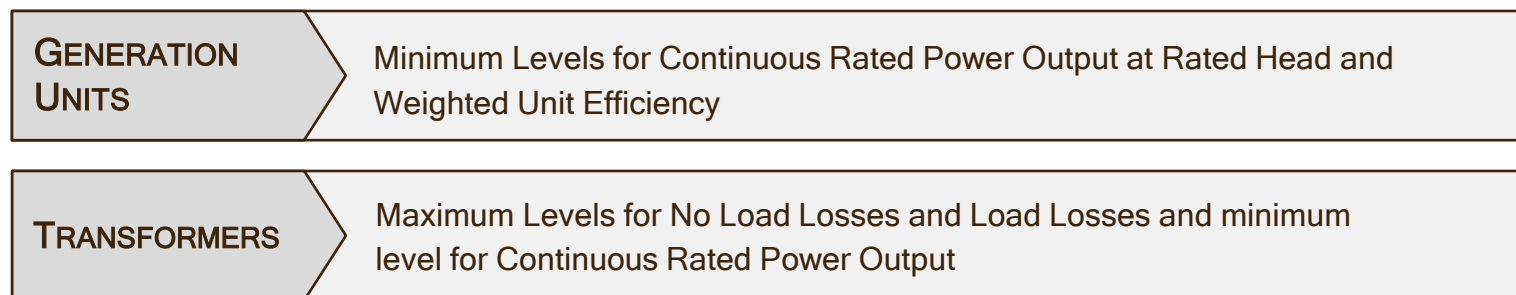 GENERATION
UNITS
Minimum Levels for Continuous Rated Power Output at Rated Head and
Weighted Unit Efficiency
TRANSFORMERS
Maximum Levels for No Load Losses and Load Losses and minimum
level for Continuous Rated Power Output